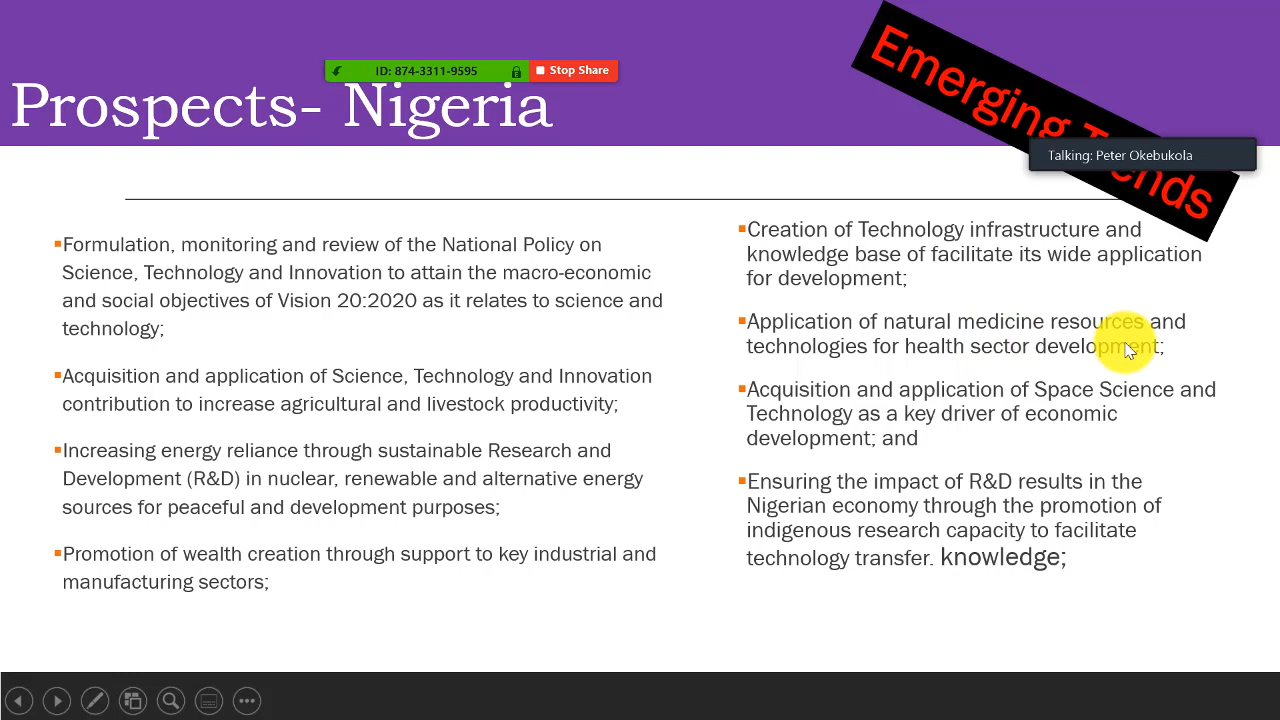 ID: 874-3311-9595
Stop Share
Prospects- Nigeria
Emerging Trends
Talking: Peter Okebukola
▪Formulation, monitoring and review of the National Policy on
Science, Technology and Innovation to attain the macro-economic
and social objectives of Vision 20:2020 as it relates to science and
technology;
▪Acquisition and application of Science, Technology and Innovation
contribution to increase agricultural and livestock productivity;
▪Increasing energy reliance through sustainable Research and
Development (R&D) in nuclear, renewable and alternative energy
sources for peaceful and development purposes;
▪Promotion of wealth creation through support to key industrial and
manufacturing sectors;
▪Creation of Technology infrastructure and
knowledge base of facilitate its wide application
for development;
▪Application of natural medicine resources and
technologies for health sector development;
▪Acquisition and application of Space Science and
Technology as a key driver of economic
development; and
▪Ensuring the impact of R&D results in the
Nigerian economy through the promotion of
indigenous research capacity to facilitate
technology transfer. knowledge;